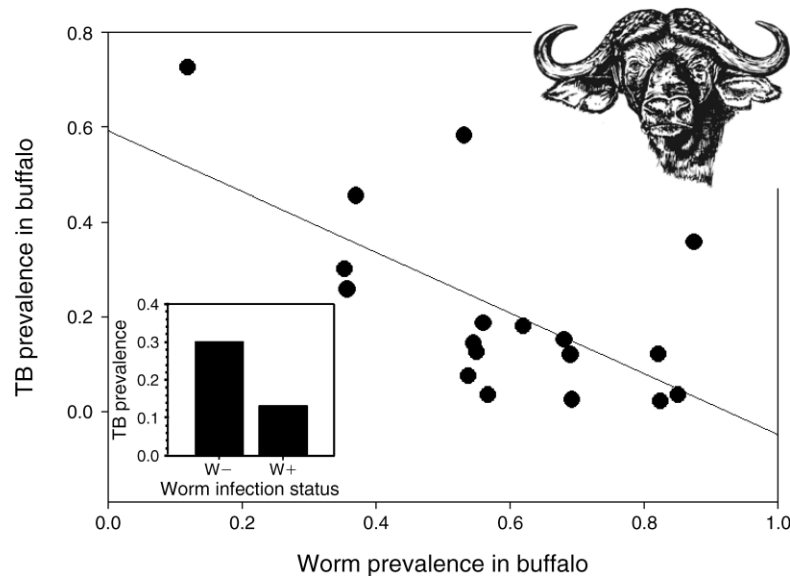 TB prevalence in buffalo
0.8
0.6
0.4
0.2
0.0
0.0
0.2
0.4
0.6
0.8
1.0
Worm prevalence in buffalo
TB prevalence
0.4
0.3
0.2
0.1
0.0
W−
W+
Worm infection status